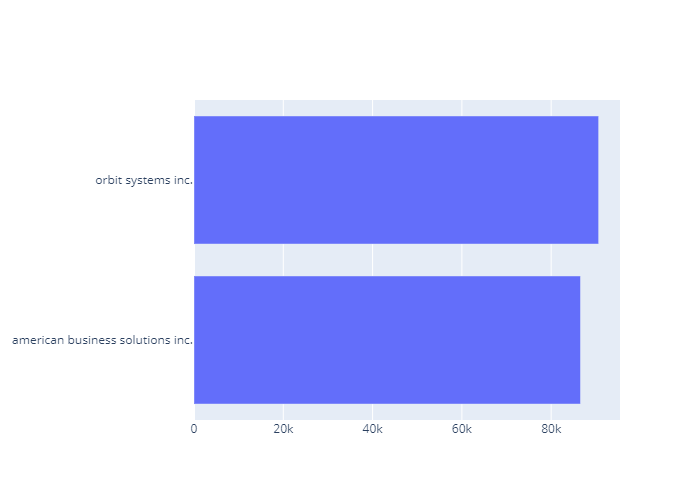 orbit systems inc.
american business solutions inc.
0 20k 40k 60k 80k